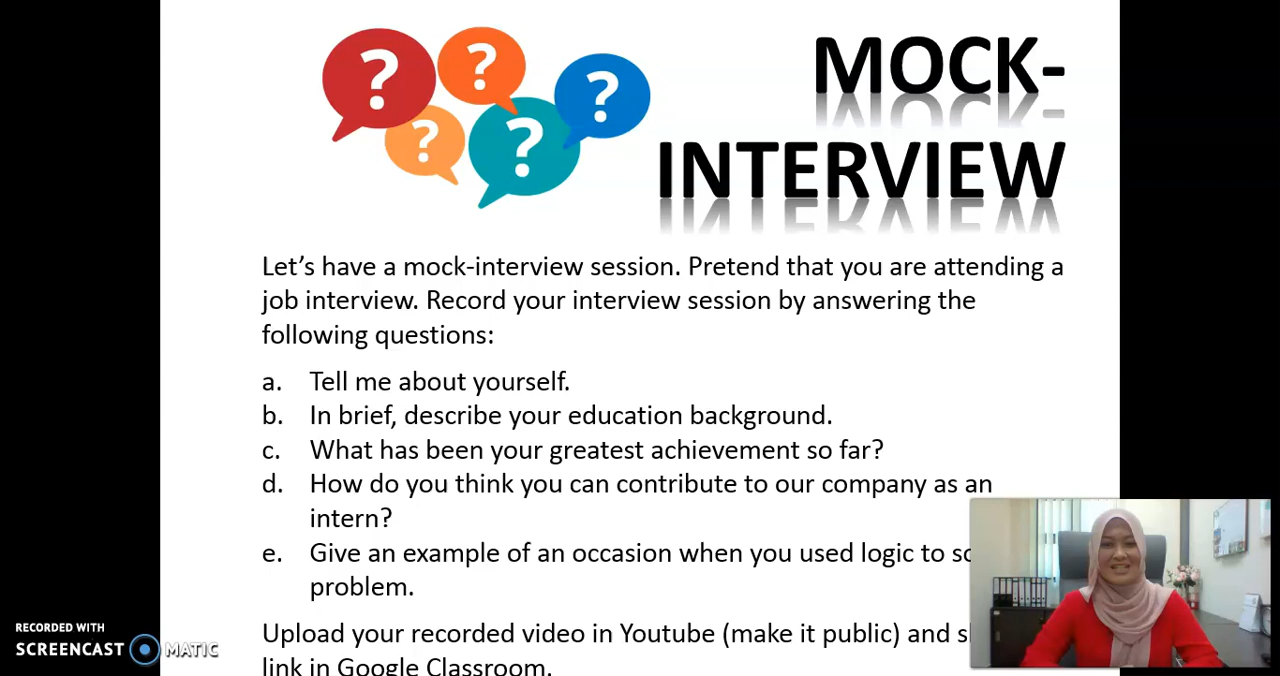 MOCK-
INTERVIEW
Let’s have a mock-interview session. Pretend that you are attending a
job interview. Record your interview session by answering the
following questions:
a. Tell me about yourself.
b. In brief, describe your education background.
c. What has been your greatest achievement so far?
d. How do you think you can contribute to our company as an
intern?
e. Give an example of an occasion when you used logic to
problem.
Upload your recorded video in Youtube (make it public) and
link in Google Classroom.
RECORDED WITH
SCREENCAST MATIC